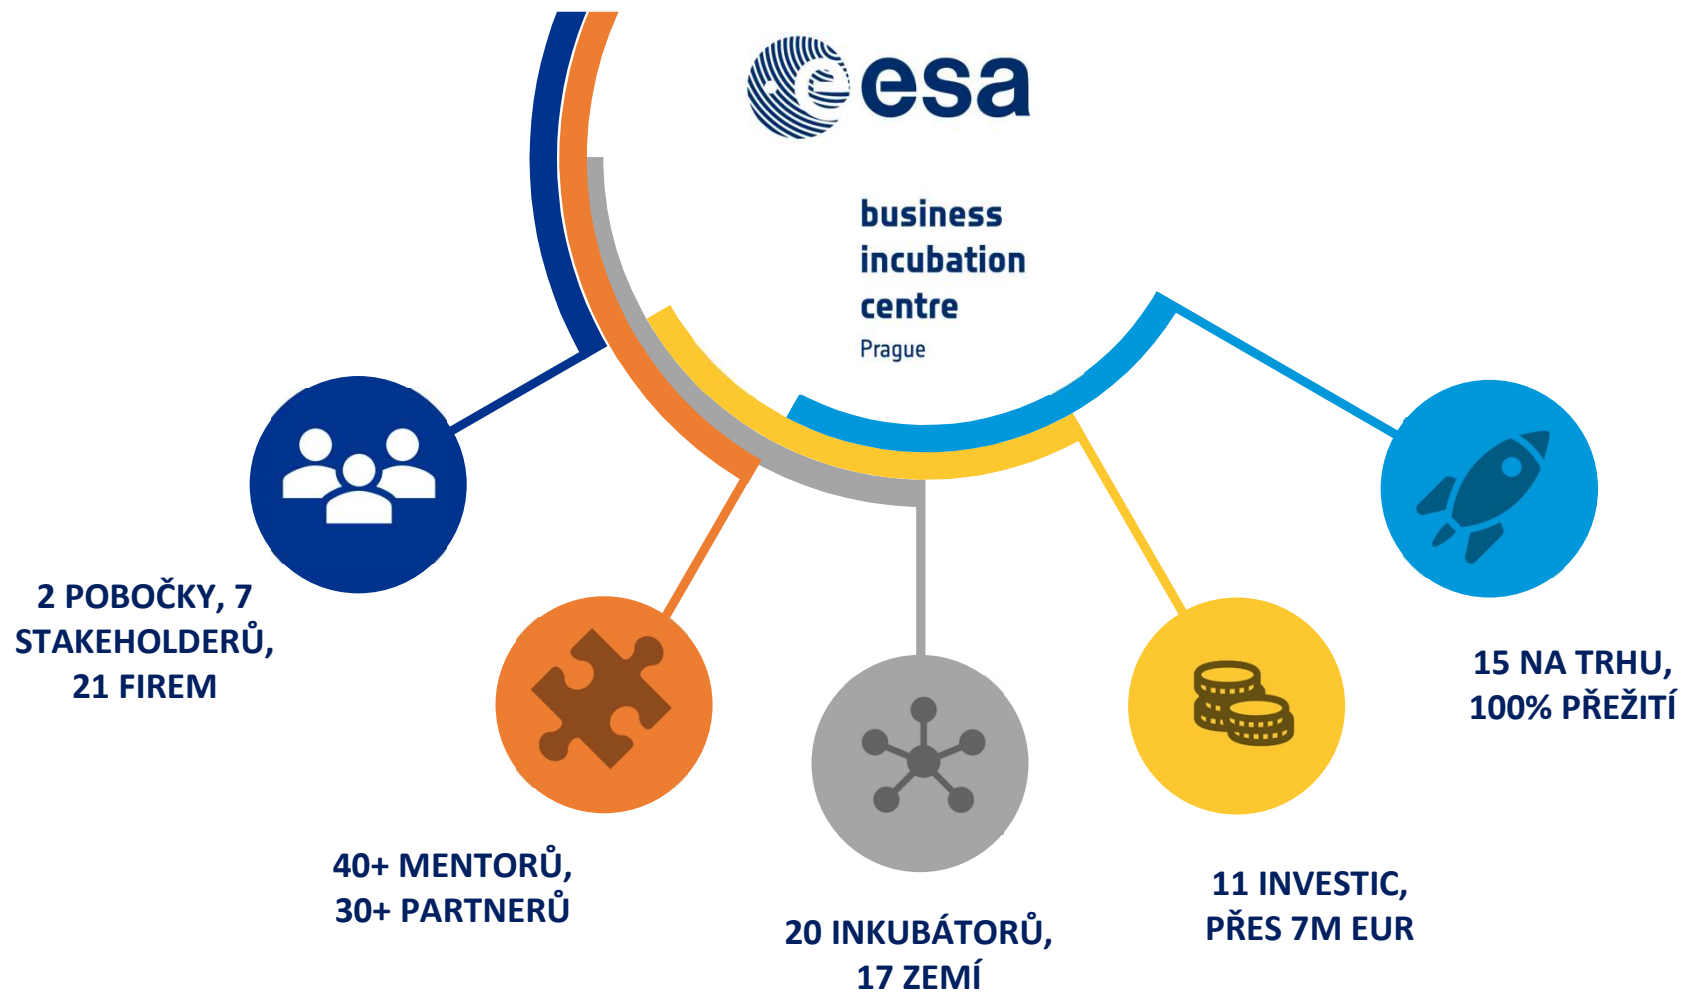 esa
business
incubation
centre
Prague
2 POBOČKY, 7
STAKEHOLDERŮ,
21 FIREM
40+ MENTORŮ,
30+ PARTNERŮ
20 INKUBÁTORŮ,
17 ZEMÍ
11 INVESTIC,
PŘES 7M EUR
15 NA TRHU,
100% PŘEŽITÍ